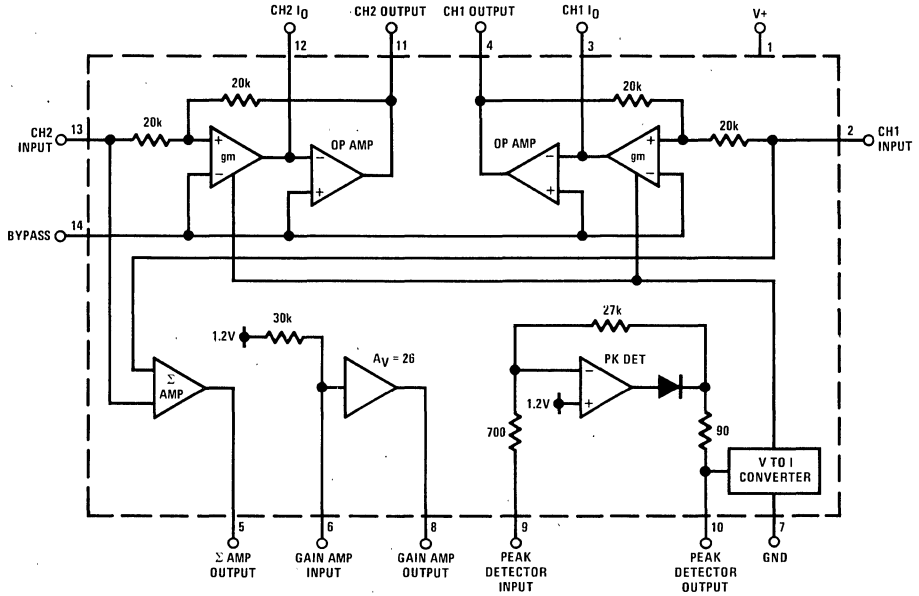 CH2 IO CH2 OUTPUT CH1 OUTPUT CH1 IO V+
12 11 4 3 1
20k 20k
13 20k 20k 2
CH2 INPUT
CH1 INPUT
+ gm −
OP AMP
− +
OP AMP
− +
+ gm −
14
BYPASS
30k
1.2V
AV = 26
27k
PK DET
− +
1.2V
Σ AMP
700
90
V TO I CONVERTER
5 6 8 9 10 7
Σ AMP OUTPUT
GAIN AMP INPUT
GAIN AMP OUTPUT
PEAK DETECTOR INPUT
PEAK DETECTOR OUTPUT
GND